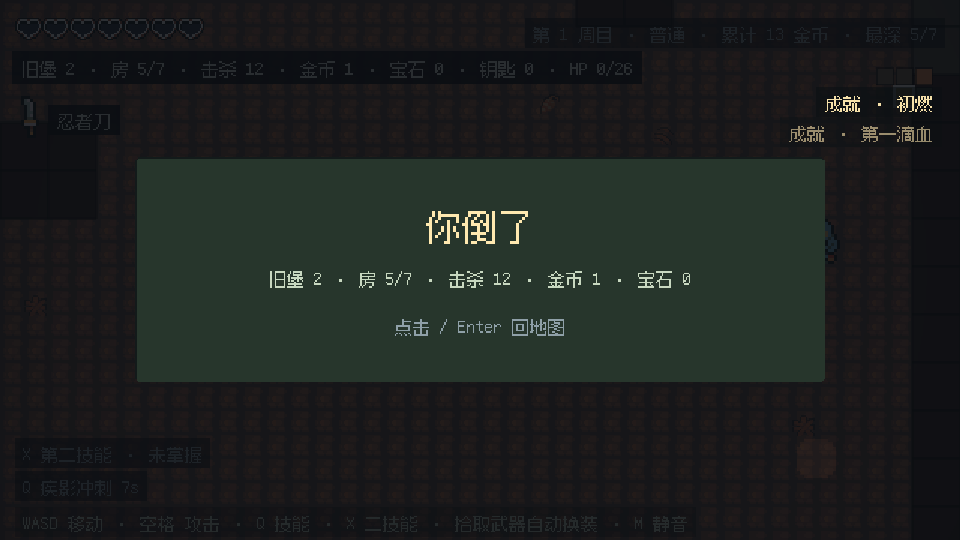 第 1 周目 · 普通 · 累计 13 金币 · 最深 5/7
旧堡 2 · 房 5/7 · 击杀 12 · 金币 1 · 宝石 0 · 钥匙 0 · HP 0/26
成就 · 初燃
忍者刀
成就 · 第一滴血
你倒了
旧堡 2 · 房 5/7 · 击杀 12 · 金币 1 · 宝石 0
点击 / Enter 回地图
X 第二技能 · 未掌握
Q 疾影冲刺 7s
WASD 移动 · 空格 攻击 · Q 技能 · X 二技能 · 拾取武器自动换装 · M 静音